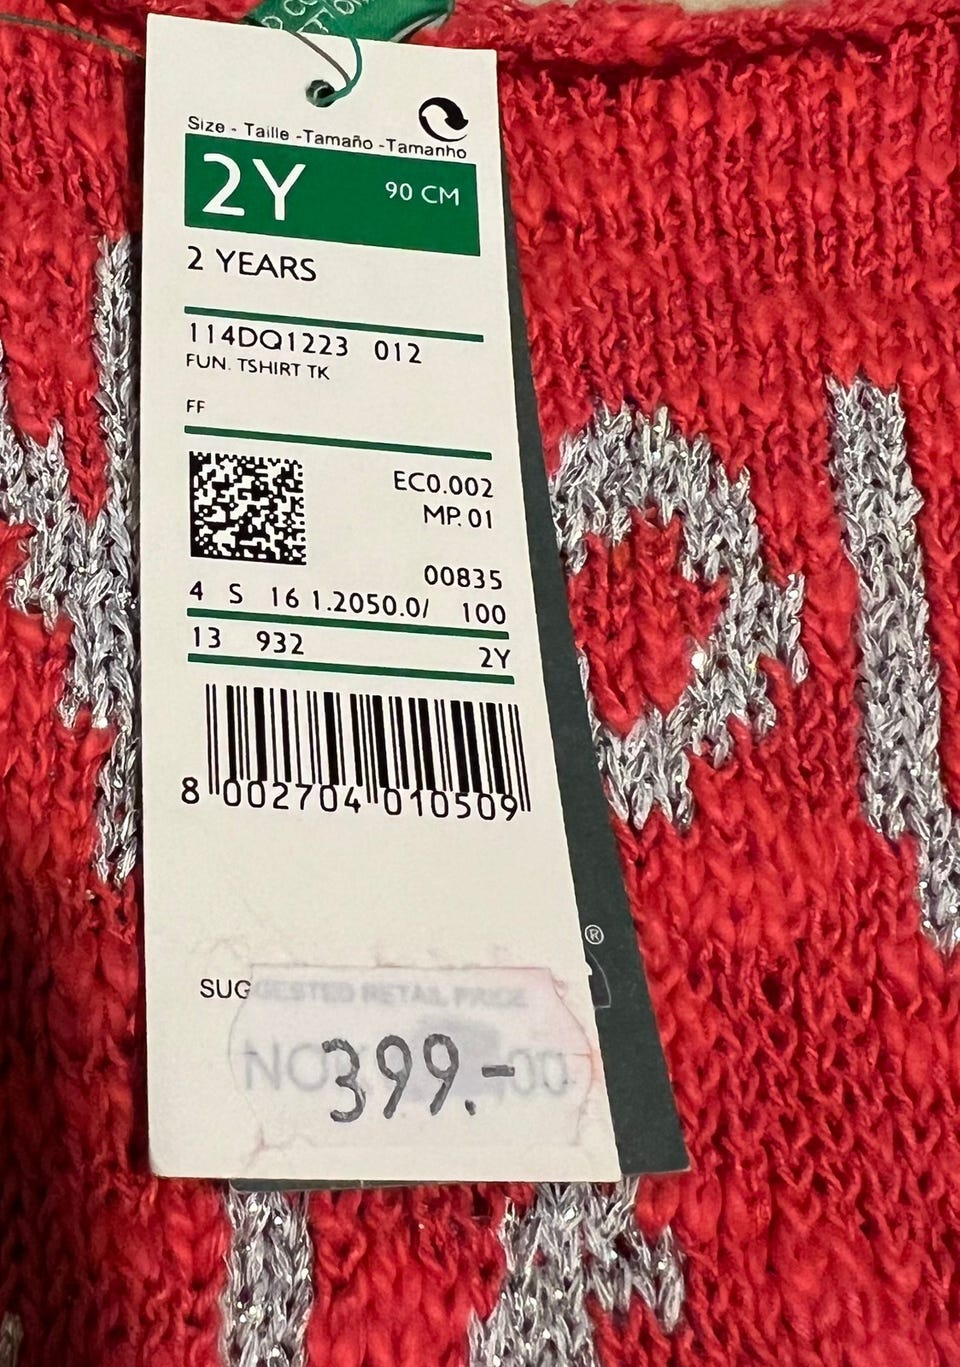 Size - Taille -Tamaño -Tamanho
2Y 90 CM
2 YEARS
114DQ1223 012
FUN. TSHIRT TK
FF
EC0.002
MP. 01
00835
4 S 16 1.2050.0/ 100
13 932 2Y
8 002704 010509
SUGGESTED RETAIL PRICE
399.-
®